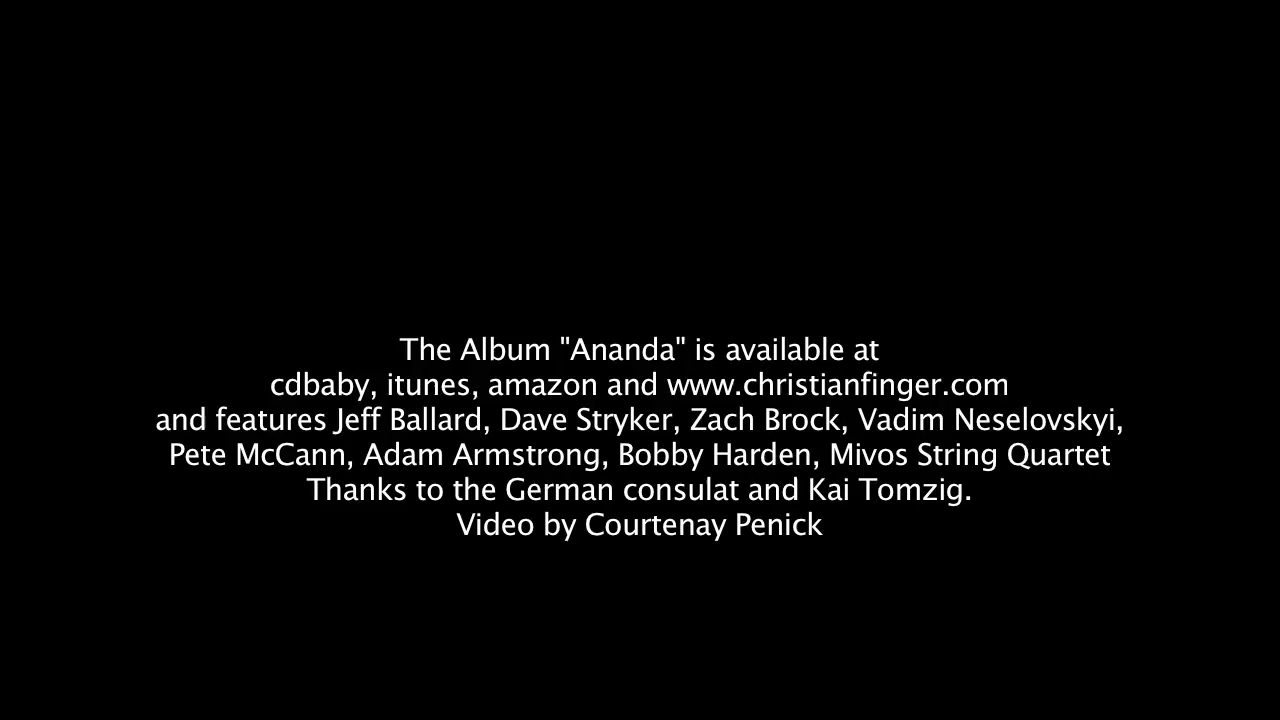 The Album "Ananda" is available at
cdbaby, itunes, amazon and www.christianfinger.com
and features Jeff Ballard, Dave Stryker, Zach Brock, Vadim Neselovskyi,
Pete McCann, Adam Armstrong, Bobby Harden, Mivos String Quartet
Thanks to the German consulat and Kai Tomzig.
Video by Courtenay Penick